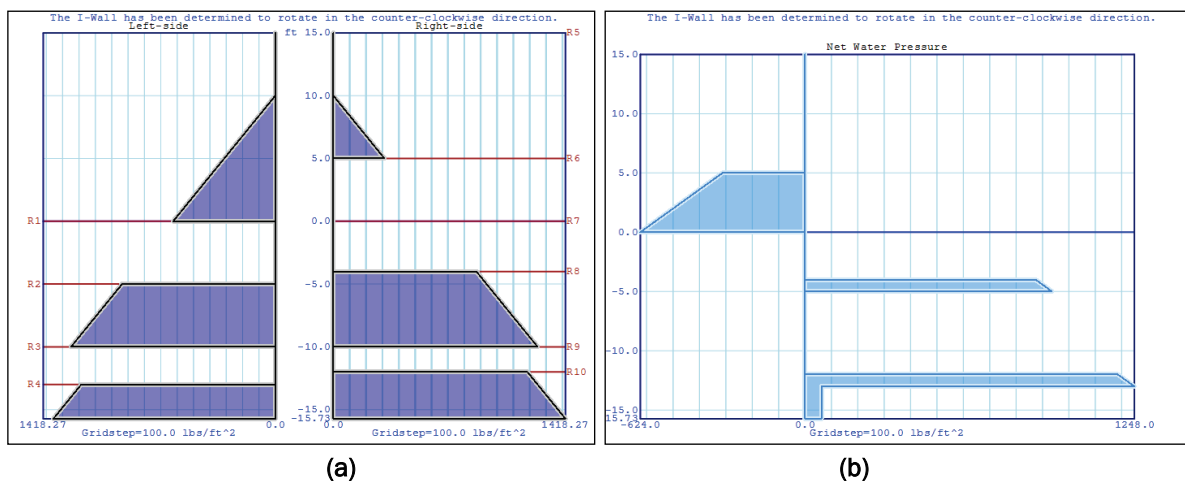 The I-Wall has been determined to rotate in the counter-clockwise direction.
Left-side
Right-side
ft
15.0
10.0
5.0
0.0
-5.0
-10.0
-15.0
-15.73
R1
R2
R3
R4
R5
R6
R7
R8
R9
R10
1418.27
0.0
0.0
1418.27
Gridstep=100.0 lbs/ft^2
(a)
The I-Wall has been determined to rotate in the counter-clockwise direction.
Net Water Pressure
15.0
10.0
5.0
0.0
-5.0
-10.0
-15.0
15.73
-624.0
0.0
1248.0
Gridstep=100.0 lbs/ft^2
(b)